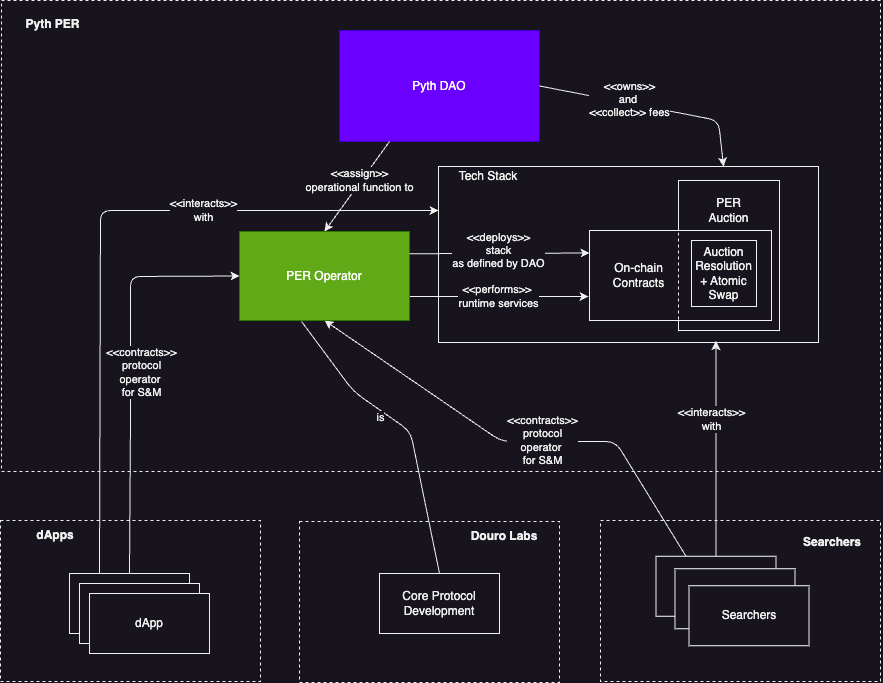 Pyth PER
Pyth DAO
<<owns>>
and
<<collect>> fees
<<assign>>
operational function to
Tech Stack
<<interacts>>
with
PER
Auction
<<deploys>>
stack
as defined by DAO
PER Operator
On-chain
Contracts
Auction
Resolution
+ Atomic
Swap
<<performs>>
runtime services
<<contracts>>
protocol
operator
for S&M
is
<<contracts>>
protocol
operator
for S&M
<<interacts>>
with
dApps
Douro Labs
Searchers
dApp
Core Protocol
Development
Searchers